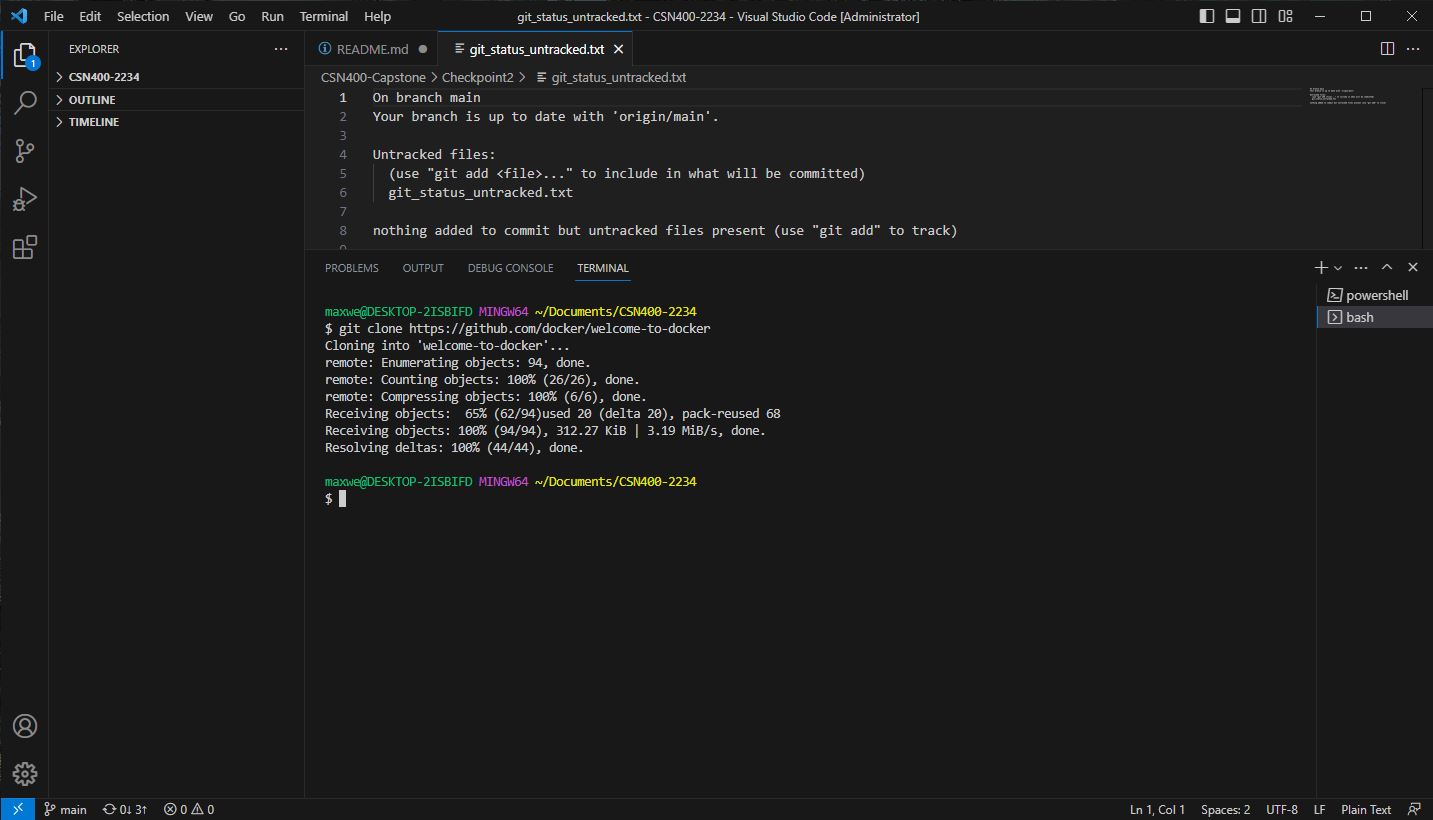 File Edit Selection View Go Run Terminal Help
git_status_untracked.txt - CSN400-2234 - Visual Studio Code [Administrator]
EXPLORER
CSN400-2234
OUTLINE
TIMELINE
1
README.md
git_status_untracked.txt
CSN400-Capstone > Checkpoint2 > git_status_untracked.txt
1 On branch main
2 Your branch is up to date with 'origin/main'.
3
4 Untracked files:
5 (use "git add <file>..." to include in what will be committed)
6 git_status_untracked.txt
7
8 nothing added to commit but untracked files present (use "git add" to track)
9
PROBLEMS OUTPUT DEBUG CONSOLE TERMINAL
maxwe@DESKTOP-2ISBIFD MINGW64 ~/Documents/CSN400-2234
$ git clone https://github.com/docker/welcome-to-docker
Cloning into 'welcome-to-docker'...
remote: Enumerating objects: 94, done.
remote: Counting objects: 100% (26/26), done.
remote: Compressing objects: 100% (6/6), done.
Receiving objects:  65% (62/94)used 20 (delta 20), pack-reused 68
Receiving objects: 100% (94/94), 312.27 KiB | 3.19 MiB/s, done.
Resolving deltas: 100% (44/44), done.
maxwe@DESKTOP-2ISBIFD MINGW64 ~/Documents/CSN400-2234
$
powershell
bash
main 0↓ 3↑ 0 0
Ln 1, Col 1 Spaces: 2 UTF-8 LF Plain Text